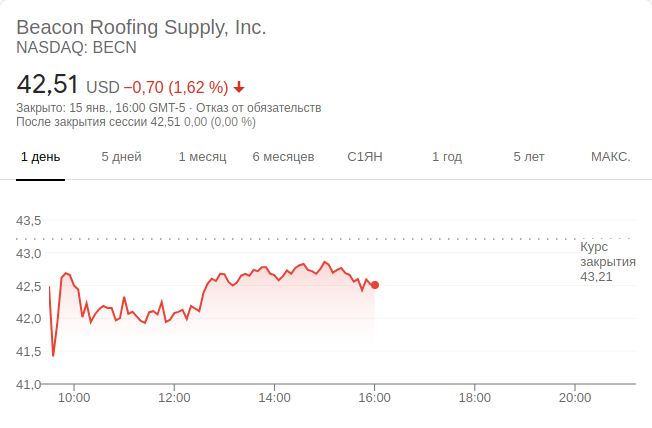 Beacon Roofing Supply, Inc.
NASDAQ: BECN
42,51 USD −0,70 (1,62 %)
Закрыто: 15 янв., 16:00 GMT-5 · Отказ от обязательств
После закрытия сессии 42,51 0,00 (0,00 %)
1 день 5 дней 1 месяц 6 месяцев С1ЯН 1 год 5 лет МАКС.
43,5
43,0
42,5
42,0
41,5
41,0
Курс
закрытия
43,21
10:00 12:00 14:00 16:00 18:00 20:00